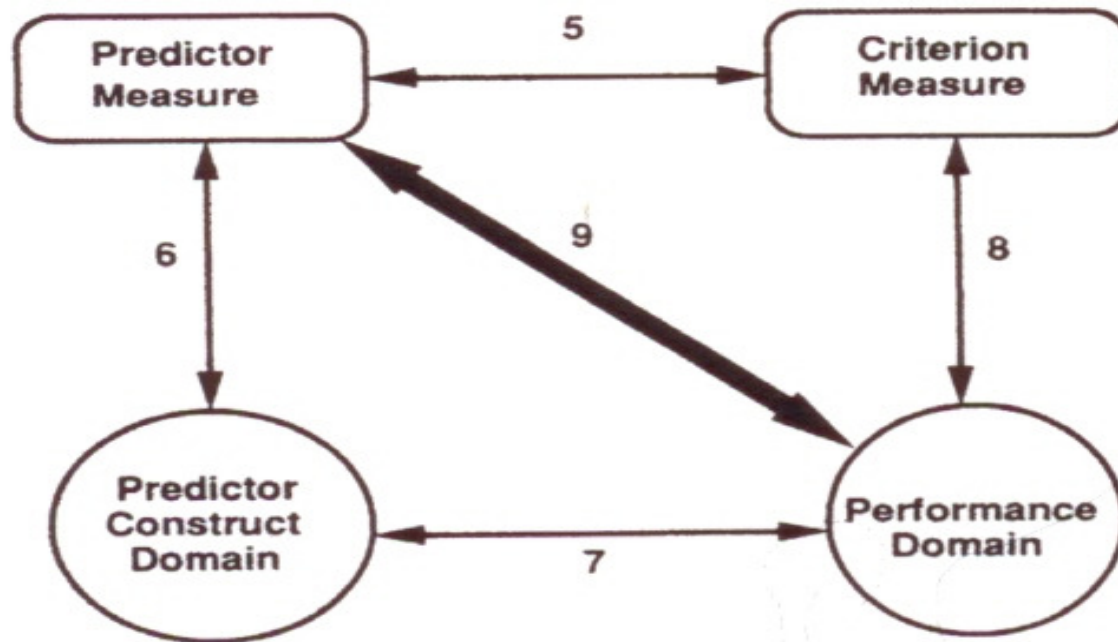 Predictor
Measure
5
Criterion
Measure
6
9
8
Predictor
Construct
Domain
7
Performance
Domain